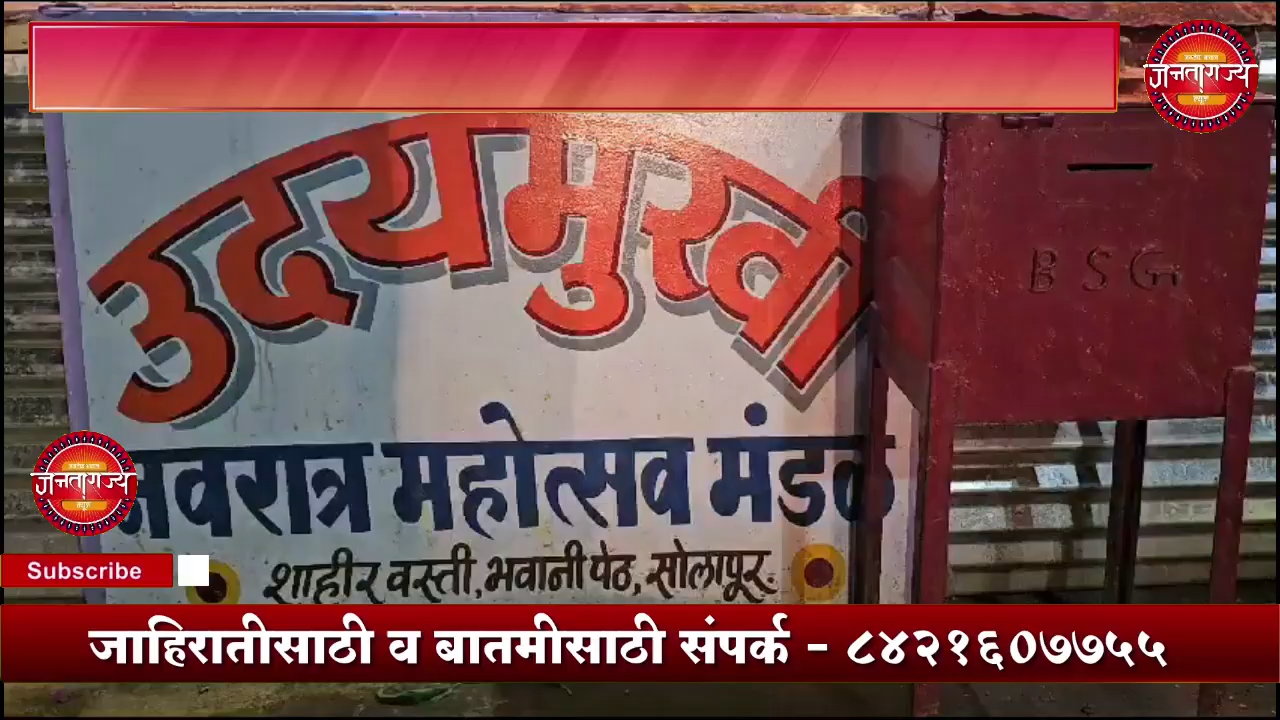 जनताराज्य
उदयमुखी
BSG
नवरात्र महोत्सव मंडळ
जनताराज्य
शाहीर वस्ती, भवानी पेठ, सोलापूर.
Subscribe
जाहिरातीसाठी व बातमीसाठी संपर्क - ८४२१६०७७५५